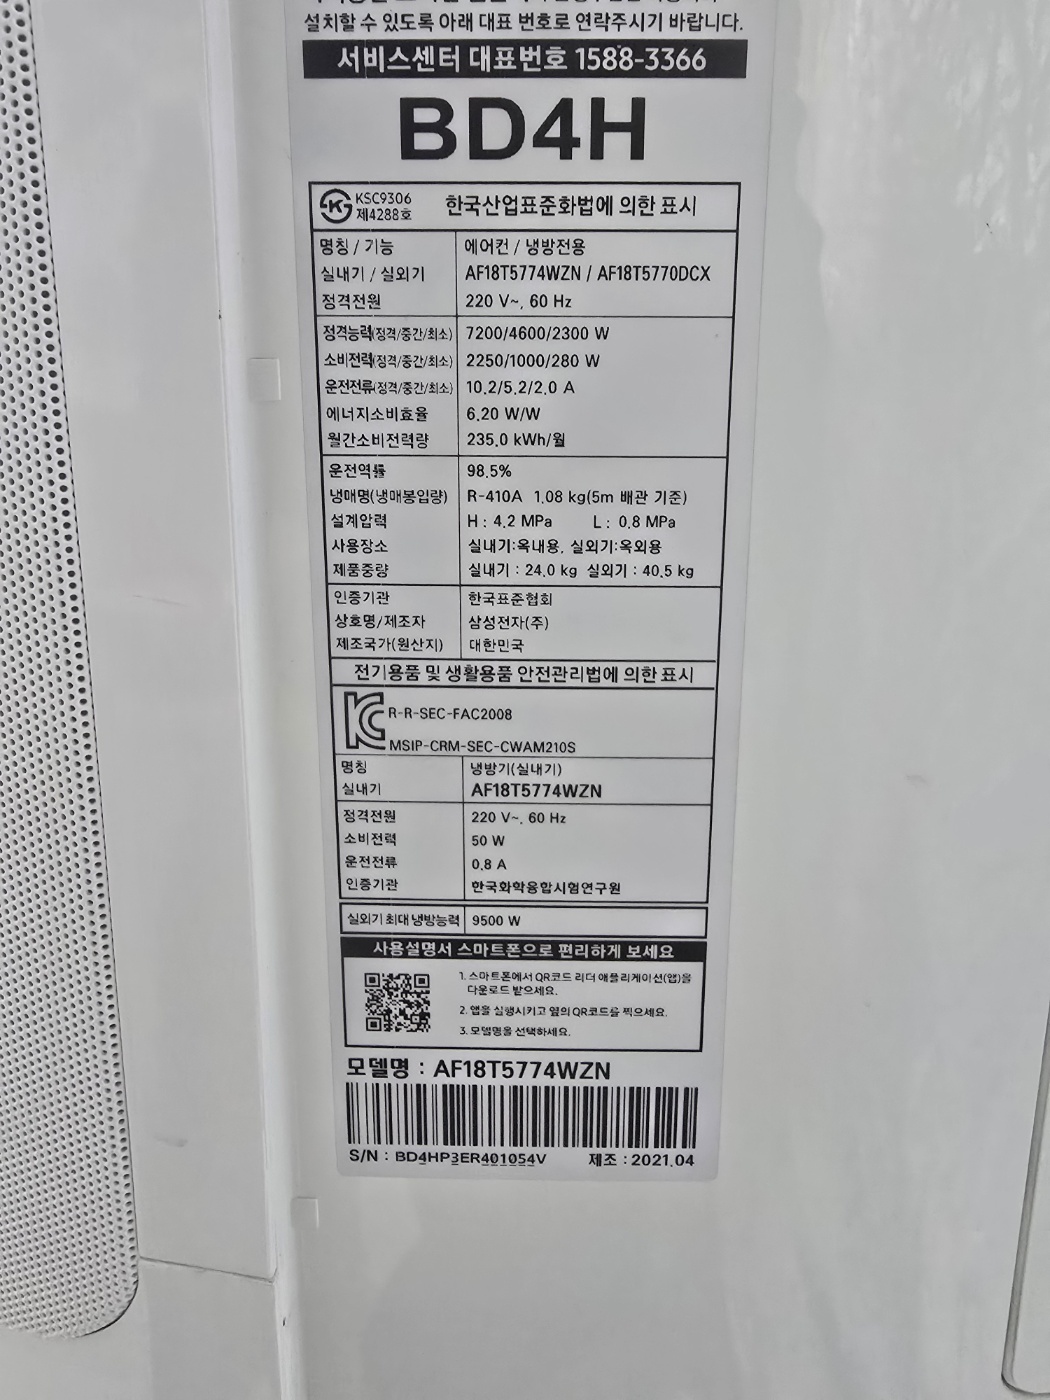 설치할 수 있도록 아래 대표 번호로 연락주시기 바랍니다.
서비스센터 대표번호 1588-3366
BD4H
KSC9306
제4288호
한국산업표준화법에 의한 표시
명칭 / 기능 에어컨 / 냉방전용
실내기 / 실외기 AF18T5774WZN / AF18T5770DCX
정격전원 220 V~, 60 Hz
정격능력(정격/중간/최소) 7200/4600/2300 W
소비전력(정격/중간/최소) 2250/1000/280 W
운전전류(정격/중간/최소) 10.2/5.2/2.0 A
에너지소비효율 6.20 W/W
월간소비전력량 235.0 kWh/월
운전역률 98.5%
냉매명(냉매봉입량) R-410A 1.08 kg(5m 배관 기준)
설계압력 H : 4.2 MPa L : 0.8 MPa
사용장소 실내기:옥내용, 실외기:옥외용
제품중량 실내기 : 24.0 kg 실외기 : 40.5 kg
인증기관 한국표준협회
상호명/제조자 삼성전자(주)
제조국가(원산지) 대한민국
전기용품 및 생활용품 안전관리법에 의한 표시
R-R-SEC-FAC2008
MSIP-CRM-SEC-CWAM210S
명칭 냉방기(실내기)
실내기 AF18T5774WZN
정격전원 220 V~, 60 Hz
소비전력 50 W
운전전류 0.8 A
인증기관 한국화학융합시험연구원
실외기 최대 냉방능력 9500 W
사용설명서 스마트폰으로 편리하게 보세요
1. 스마트폰에서 QR코드 리더 애플리케이션(앱)을
다운로드 받으세요.
2. 앱을 실행시키고 옆의 QR코드를 찍으세요.
3. 모델명을 선택하세요.
모델명 : AF18T5774WZN
S/N : BD4HP3ER401054V 제조 : 2021.04